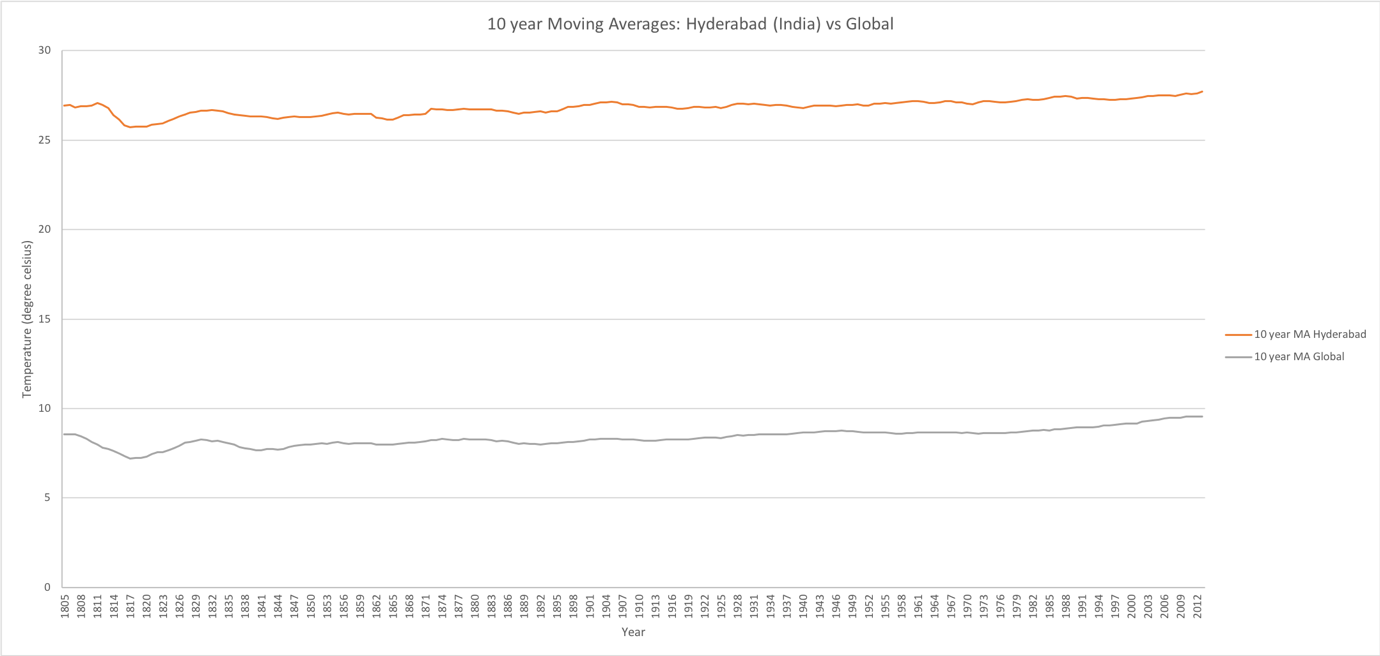 10 year Moving Averages: Hyderabad (India) vs Global
30
25
20
15
10
5
0
Temperature (degree celsius)
1805 1808 1811 1814 1817 1820 1823 1826 1829 1832 1835 1838 1841 1844 1847 1850 1853 1856 1859 1862 1865 1868 1871 1874 1877 1880 1883 1886 1889 1892 1895 1898 1901 1904 1907 1910 1913 1916 1919 1922 1925 1928 1931 1934 1937 1940 1943 1946 1949 1952 1955 1958 1961 1964 1967 1970 1973 1976 1979 1982 1985 1988 1991 1994 1997 2000 2003 2006 2009 2012
Year
10 year MA Hyderabad
10 year MA Global